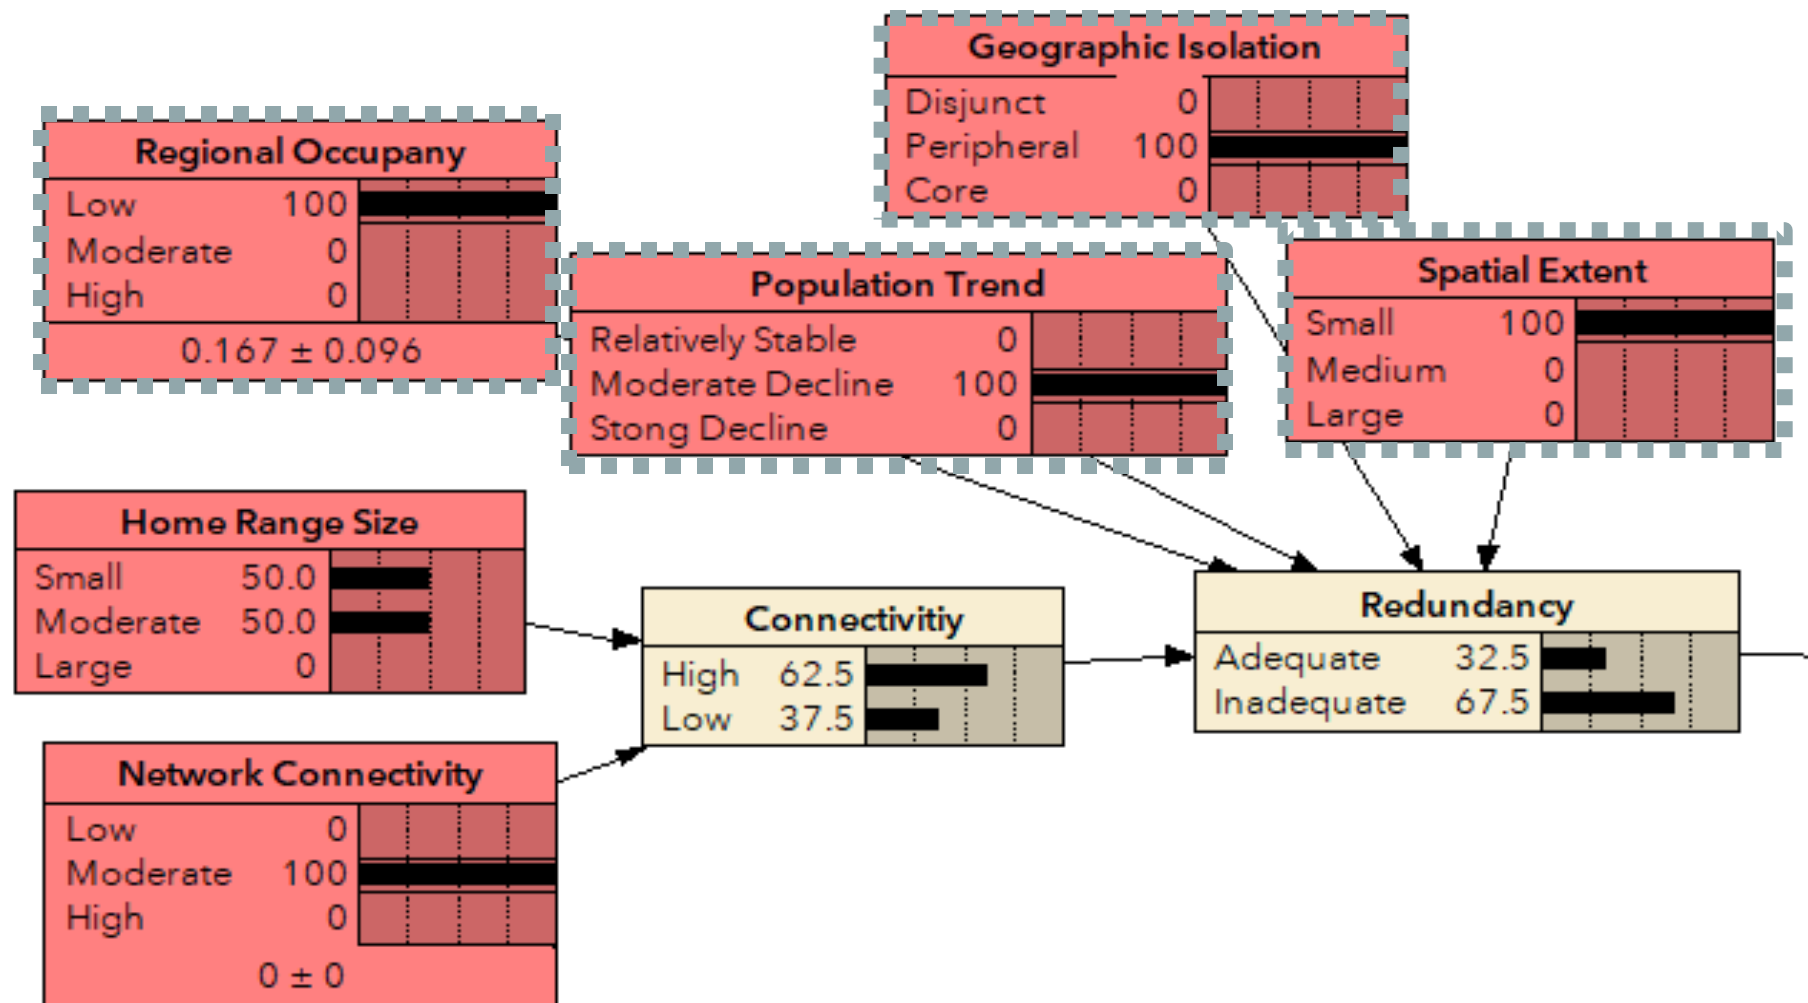 Geographic Isolation
Disjunct 0
Peripheral 100
Core 0
Regional Occupany
Low 100
Moderate 0
High 0
0.167 ± 0.096
Population Trend
Relatively Stable 0
Moderate Decline 100
Stong Decline 0
Spatial Extent
Small 100
Medium 0
Large 0
Home Range Size
Small 50.0
Moderate 50.0
Large 0
Connectivitiy
High 62.5
Low 37.5
Redundancy
Adequate 32.5
Inadequate 67.5
Network Connectivity
Low 0
Moderate 100
High 0
0 ± 0